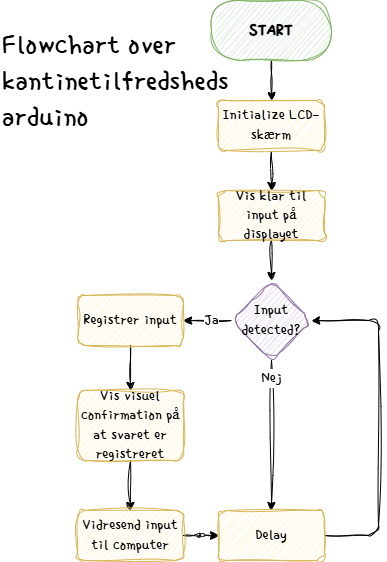 Flowchart over
kantinetilfredsheds
arduino
START
Initialize LCD-
skærm
Vis klar til
input på
displayet
Input
detected?
Ja
Nej
Registrer input
Vis visuel
confirmation på
at svaret er
registreret
Vidresend input
til computer
Delay